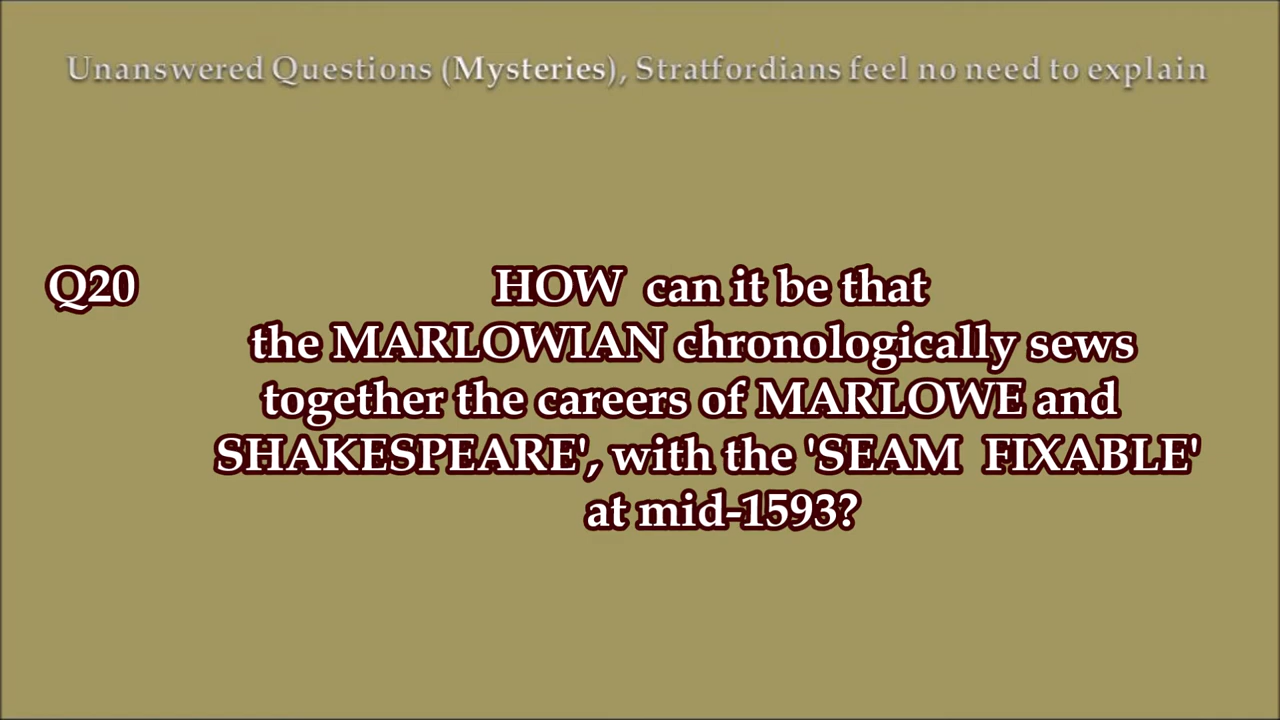 Unanswered Questions (Mysteries), Stratfordians feel no need to explain
Q20 HOW can it be that
the MARLOWIAN chronologically sews
together the careers of MARLOWE and
SHAKESPEARE', with the 'SEAM FIXABLE'
at mid-1593?